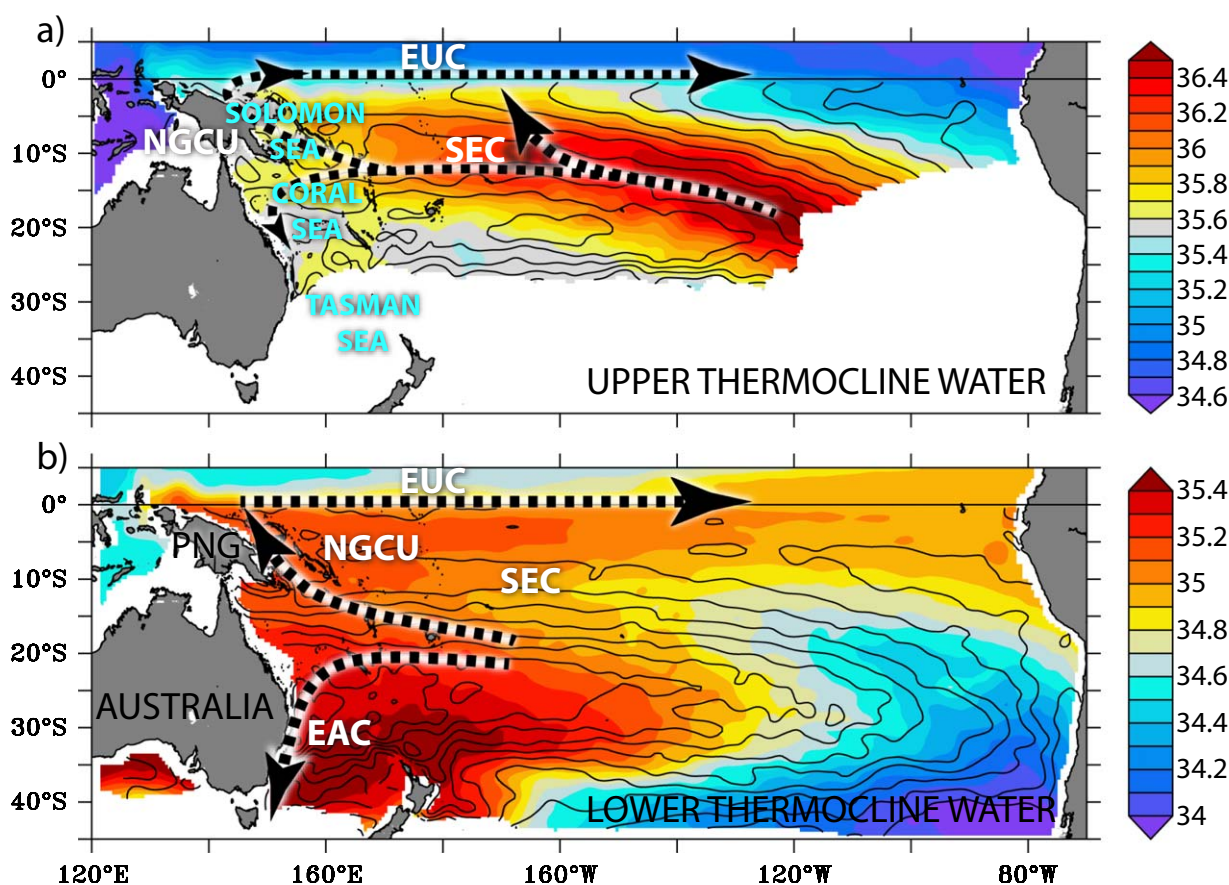 a)
EUC
0°
SOLOMON
SEA
NGCU
10°S
SEC
CORAL
SEA
20°S
30°S
TASMAN
SEA
40°S
UPPER THERMOCLINE WATER
36.4
36.2
36
35.8
35.6
35.4
35.2
35
34.8
34.6
b)
EUC
0°
PNG
NGCU
10°S
SEC
20°S
AUSTRALIA
30°S
EAC
40°S
LOWER THERMOCLINE WATER
35.4
35.2
35
34.8
34.6
34.4
34.2
34
120°E 160°E 160°W 120°W 80°W